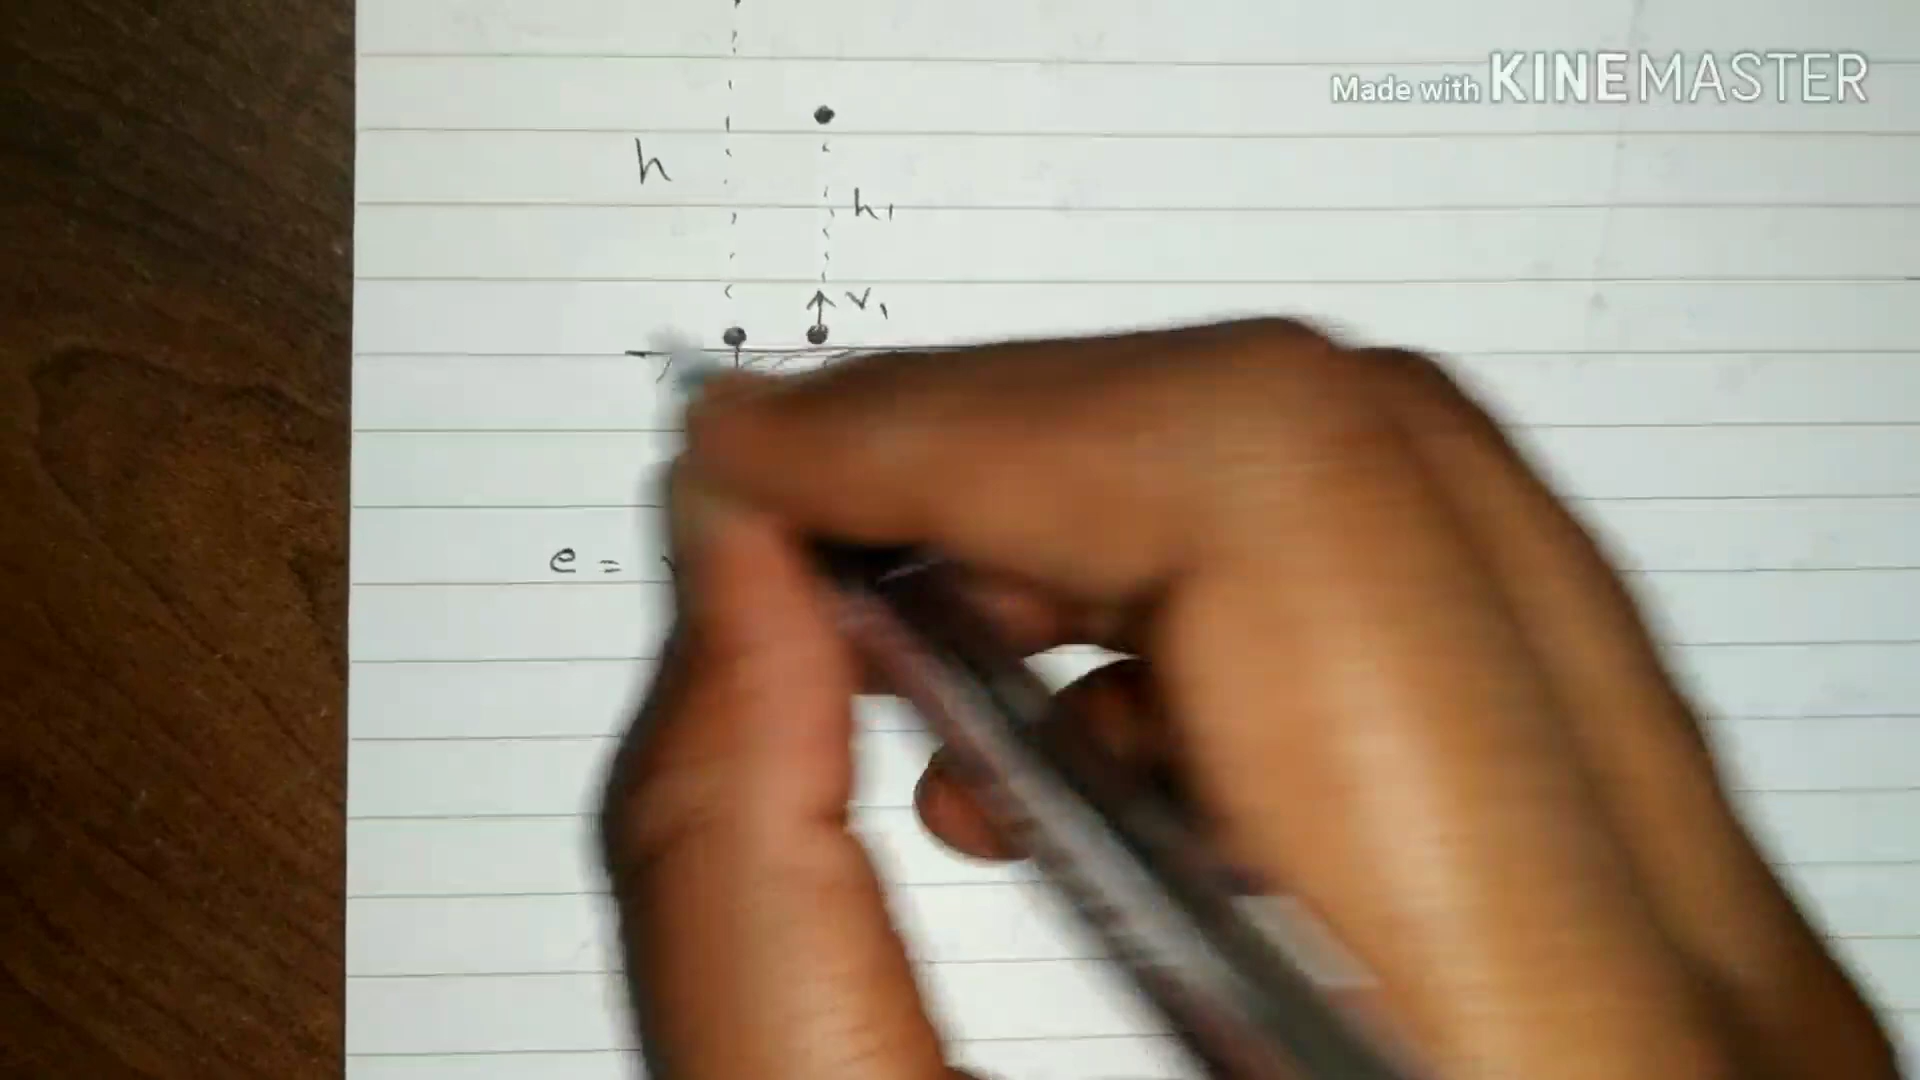 Made with KINEMASTER
h
h₁
v₁
e =